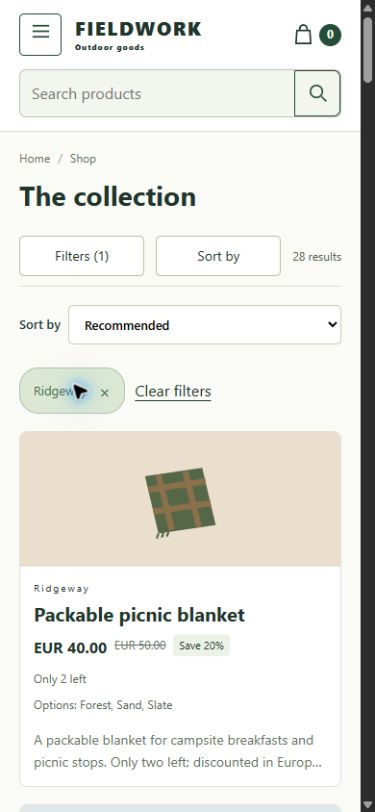 FIELDWORK
Outdoor goods
0
Search products
Home / Shop
The collection
Filters (1)
Sort by
28 results
Sort by
Recommended
×
Clear filters
Ridgeway
Packable picnic blanket
EUR 40.00 EUR 50.00 Save 20%
Only 2 left
Options: Forest, Sand, Slate
A packable blanket for campsite breakfasts and
picnic stops. Only two left; discounted in Europ...